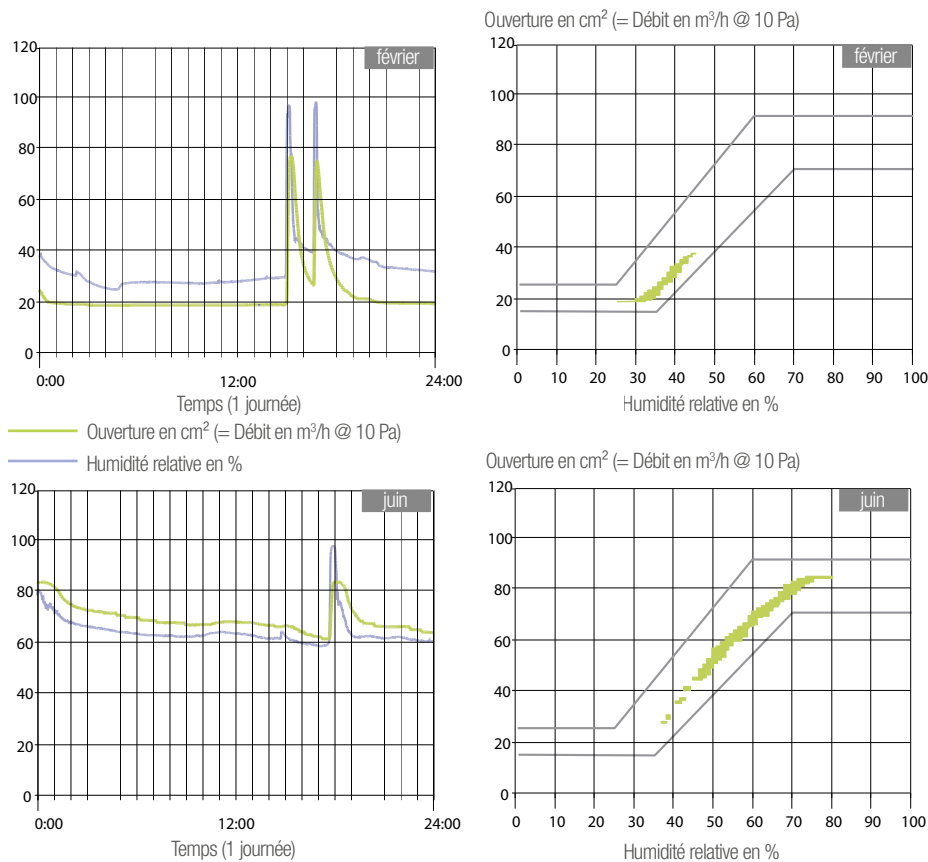 Ouverture en cm² (= Débit en m³/h @ 10 Pa)
120
100
80
60
40
20
0
février
0:00
12:00
24:00
Temps (1 journée)
120
100
80
60
40
20
0
février
0 10 20 30 40 50 60 70 80 90 100
Humidité relative en %
Ouverture en cm² (= Débit en m³/h @ 10 Pa)
Humidité relative en %
120
100
80
60
40
20
0
juin
0:00
12:00
24:00
Temps (1 journée)
Ouverture en cm² (= Débit en m³/h @ 10 Pa)
120
100
80
60
40
20
0
juin
0 10 20 30 40 50 60 70 80 90 100
Humidité relative en %